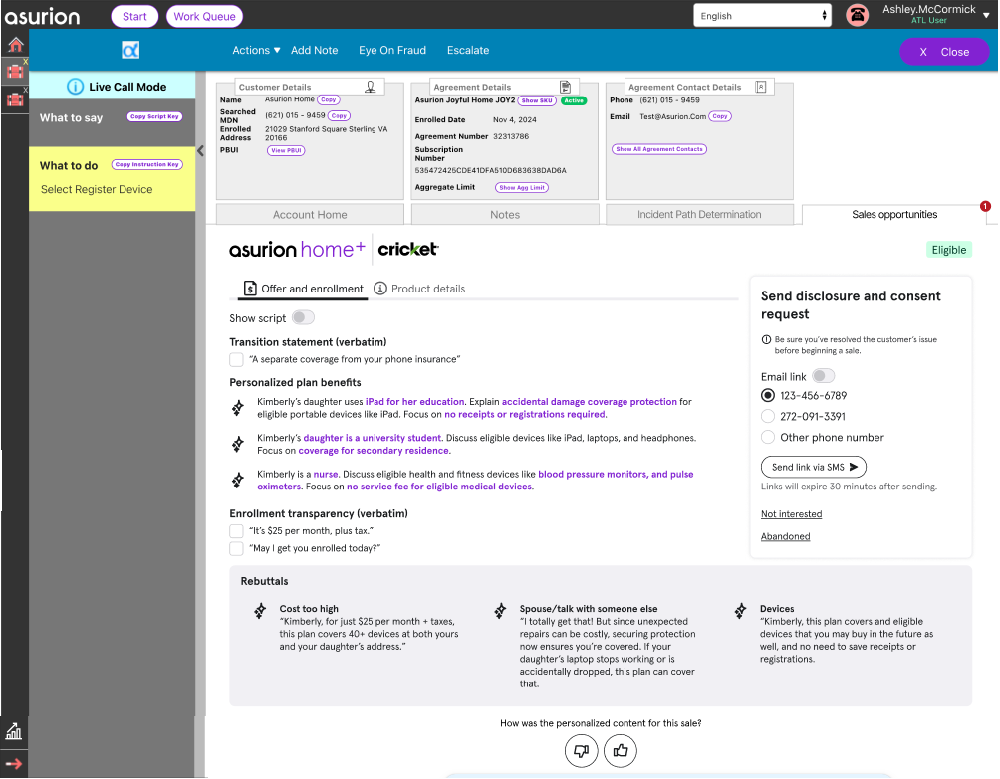 asurion
Start
Work Queue
English
Ashley.McCormick
ATL User
Actions ▼
Add Note
Eye On Fraud
Escalate
X Close
X
X
Live Call Mode
What to say
Copy Script Key
What to do
Copy Instruction Key
Select Register Device
Customer Details
Name Asurion Home Copy
Searched MDN (621) 015 - 9459 Copy
Enrolled Address 21029 Stanford Square Sterling VA
20166
PBUI View PBUI
Agreement Details
Asurion Joyful Home JOY2 Show SKU Active
Enrolled Date Nov 4, 2024
Agreement Number 32313786
Subscription
Number
535472425CDE41DFA510D683638DAD6A
Aggregate Limit Show Agg Limit
Agreement Contact Details
Phone (621) 015 - 9459
Email Test@Asurion.Com Copy
Show All Agreement Contacts
Account Home
Notes
Incident Path Determination
Sales opportunities
1
asurion home+ | cricket
Eligible
Offer and enrollment
Product details
Show script
Transition statement (verbatim)
“A separate coverage from your phone insurance”
Personalized plan benefits
Kimberly’s daughter uses iPad for her education. Explain accidental damage coverage protection for
eligible portable devices like iPad. Focus on no receipts or registrations required.
Kimberly’s daughter is a university student. Discuss eligible devices like iPad, laptops, and headphones.
Focus on coverage for secondary residence.
Kimberly is a nurse. Discuss eligible health and fitness devices like blood pressure monitors, and pulse
oximeters. Focus on no service fee for eligible medical devices.
Enrollment transparency (verbatim)
“It’s $25 per month, plus tax.”
“May I get you enrolled today?”
Send disclosure and consent
request
Be sure you’ve resolved the customer’s issue
before beginning a sale.
Email link
123-456-6789
272-091-3391
Other phone number
Send link via SMS
Links will expire 30 minutes after sending.
Not interested
Abandoned
Rebuttals
Cost too high
“Kimberly, for just $25 per month + taxes,
this plan covers 40+ devices at both yours
and your daughter’s address.”
Spouse/talk with someone else
“I totally get that! But since unexpected
repairs can be costly, securing protection
now ensures you’re covered. If your
daughter’s laptop stops working or is
accidentally dropped, this plan can cover
that.
Devices
“Kimberly, this plan covers and eligible
devices that you may buy in the future as
well, and no need to save receipts or
registrations.
How was the personalized content for this sale?